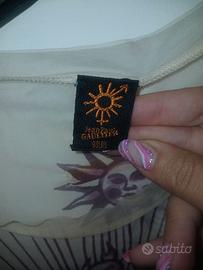 Jean Paul
GAULTIER
SOLEIL
subito